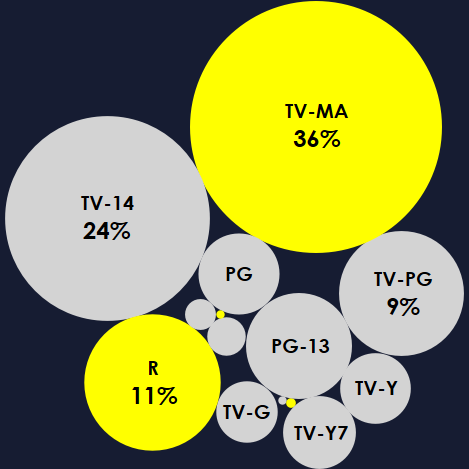 TV-MA
36%
TV-14
24%
PG
TV-PG
9%
PG-13
R
11%
TV-Y
TV-G
TV-Y7